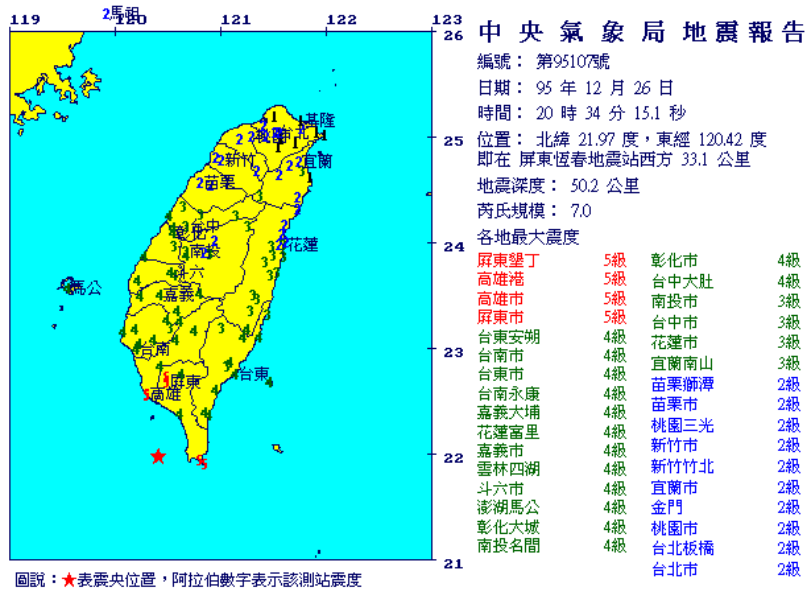 119 120 121 122 123
2馬祖
26
25
24
23
22
21
基隆
台北
新竹
宜蘭
苗栗
台中
彰化
南投
花蓮
斗六
馬公
嘉義
台南
台東
屏東
高雄
圖說：★表震央位置，阿拉伯數字表示該測站震度
中央氣象局地震報告
編號： 第95107號
日期： 95 年 12 月 26 日
時間： 20 時 34 分 15.1 秒
位置： 北緯 21.97 度，東經 120.42 度
即在 屏東恆春地震站西方 33.1 公里
地震深度： 50.2 公里
芮氏規模： 7.0
各地最大震度
屏東墾丁 5級
高雄港 5級
高雄市 5級
屏東市 5級
台東安朔 4級
台南市 4級
台東市 4級
台南永康 4級
嘉義大埔 4級
花蓮富里 4級
嘉義市 4級
雲林四湖 4級
斗六市 4級
澎湖馬公 4級
彰化大城 4級
南投名間 4級
彰化市 4級
台中大肚 4級
南投市 3級
台中市 3級
花蓮市 3級
宜蘭南山 3級
苗栗獅潭 2級
苗栗市 2級
桃園三光 2級
新竹市 2級
新竹竹北 2級
宜蘭市 2級
金門 2級
桃園市 2級
台北板橋 2級
台北市 2級